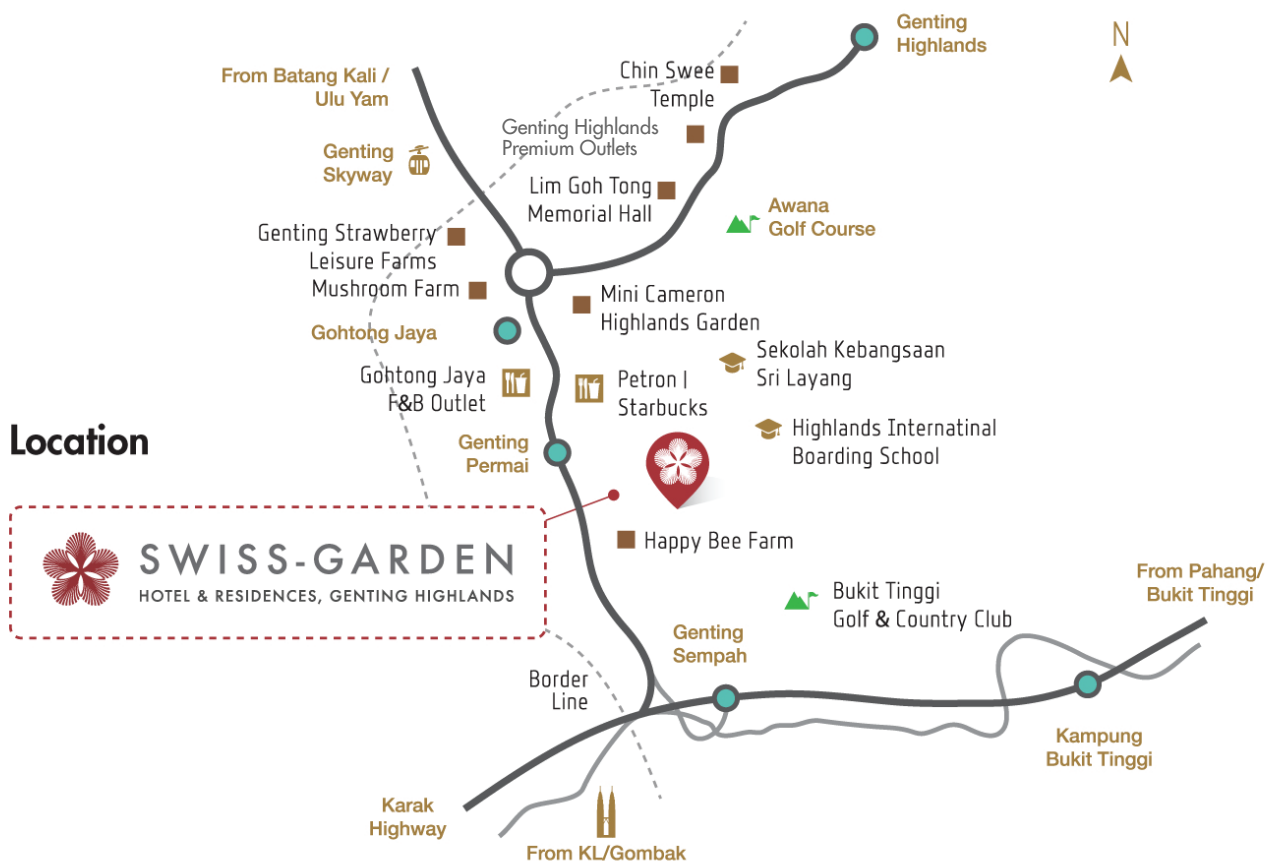 Genting
Highlands
N
From Batang Kali /
Ulu Yam
Chin Swee
Temple
Genting Highlands
Premium Outlets
Genting
Skyway
Lim Goh Tong
Memorial Hall
Awana
Golf Course
Genting Strawberry
Leisure Farms
Mushroom Farm
Mini Cameron
Highlands Garden
Gohtong Jaya
Sekolah Kebangsaan
Sri Layang
Gohtong Jaya
F&B Outlet
Petron |
Starbucks
Highlands Internatinal
Boarding School
Location
Genting
Permai
SWISS-GARDEN
HOTEL & RESIDENCES, GENTING HIGHLANDS
Happy Bee Farm
From Pahang/
Bukit Tinggi
Bukit Tinggi
Golf & Country Club
Genting
Sempah
Border
Line
Kampung
Bukit Tinggi
Karak
Highway
From KL/Gombak